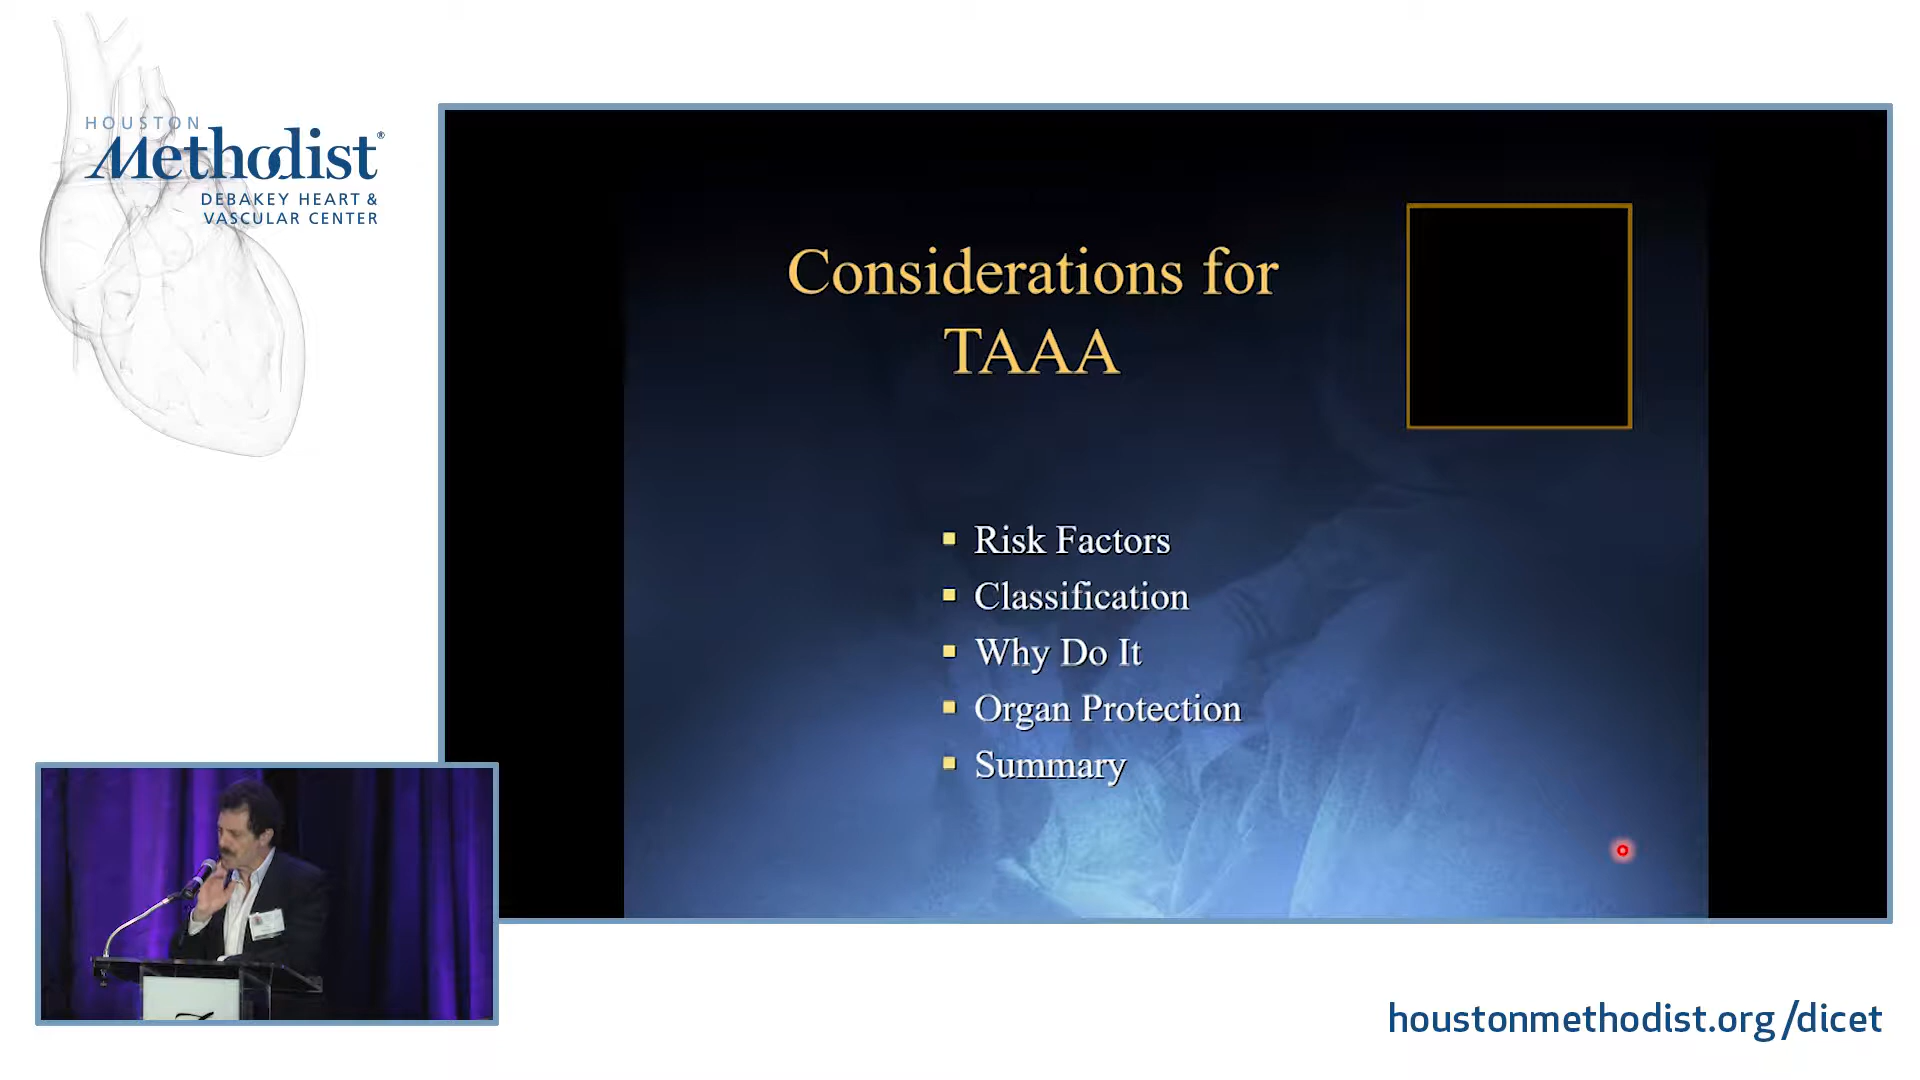 HOUSTON
Methodist®
DEBAKEY HEART &
VASCULAR CENTER
Considerations for
TAAA
Risk Factors
Classification
Why Do It
Organ Protection
Summary
houstonmethodist.org/dicet